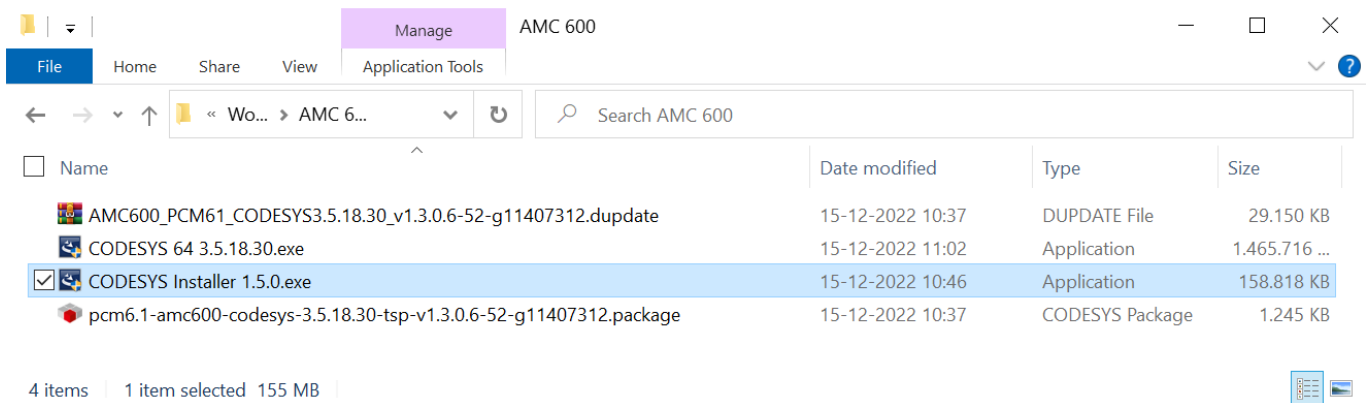 Manage AMC 600
File Home Share View Application Tools ?
« Wo... > AMC 6... Search AMC 600
Name Date modified Type Size
AMC600_PCM61_CODESYS3.5.18.30_v1.3.0.6-52-g11407312.dupdate 15-12-2022 10:37 DUPDATE File 29.150 KB
CODESYS 64 3.5.18.30.exe 15-12-2022 11:02 Application 1.465.716 ...
CODESYS Installer 1.5.0.exe 15-12-2022 10:46 Application 158.818 KB
pcm6.1-amc600-codesys-3.5.18.30-tsp-v1.3.0.6-52-g11407312.package 15-12-2022 10:37 CODESYS Package 1.245 KB
4 items 1 item selected 155 MB